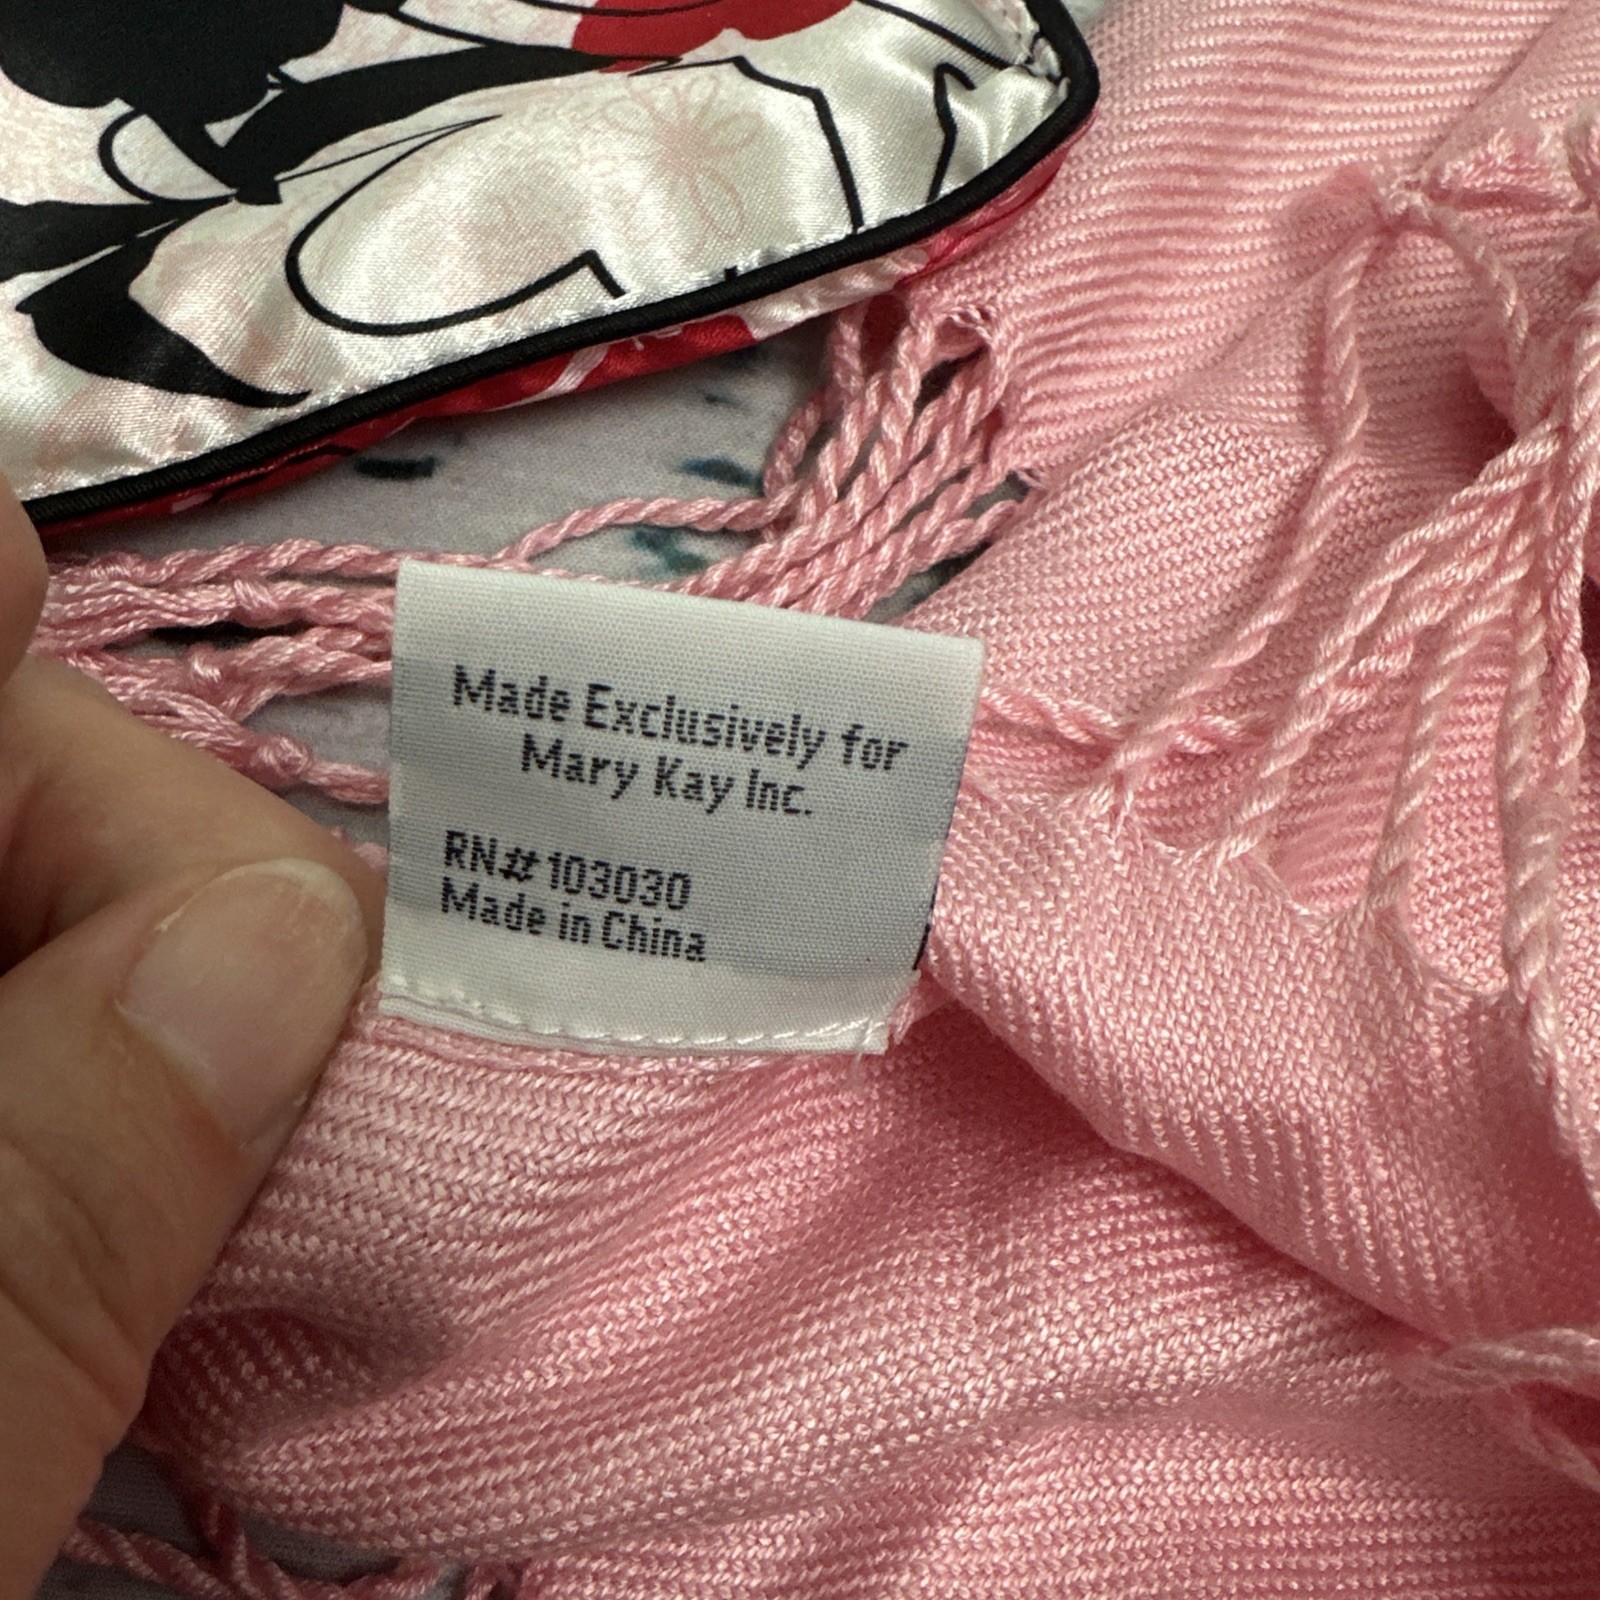 Made Exclusively for
Mary Kay Inc.
RN# 103030
Made in China